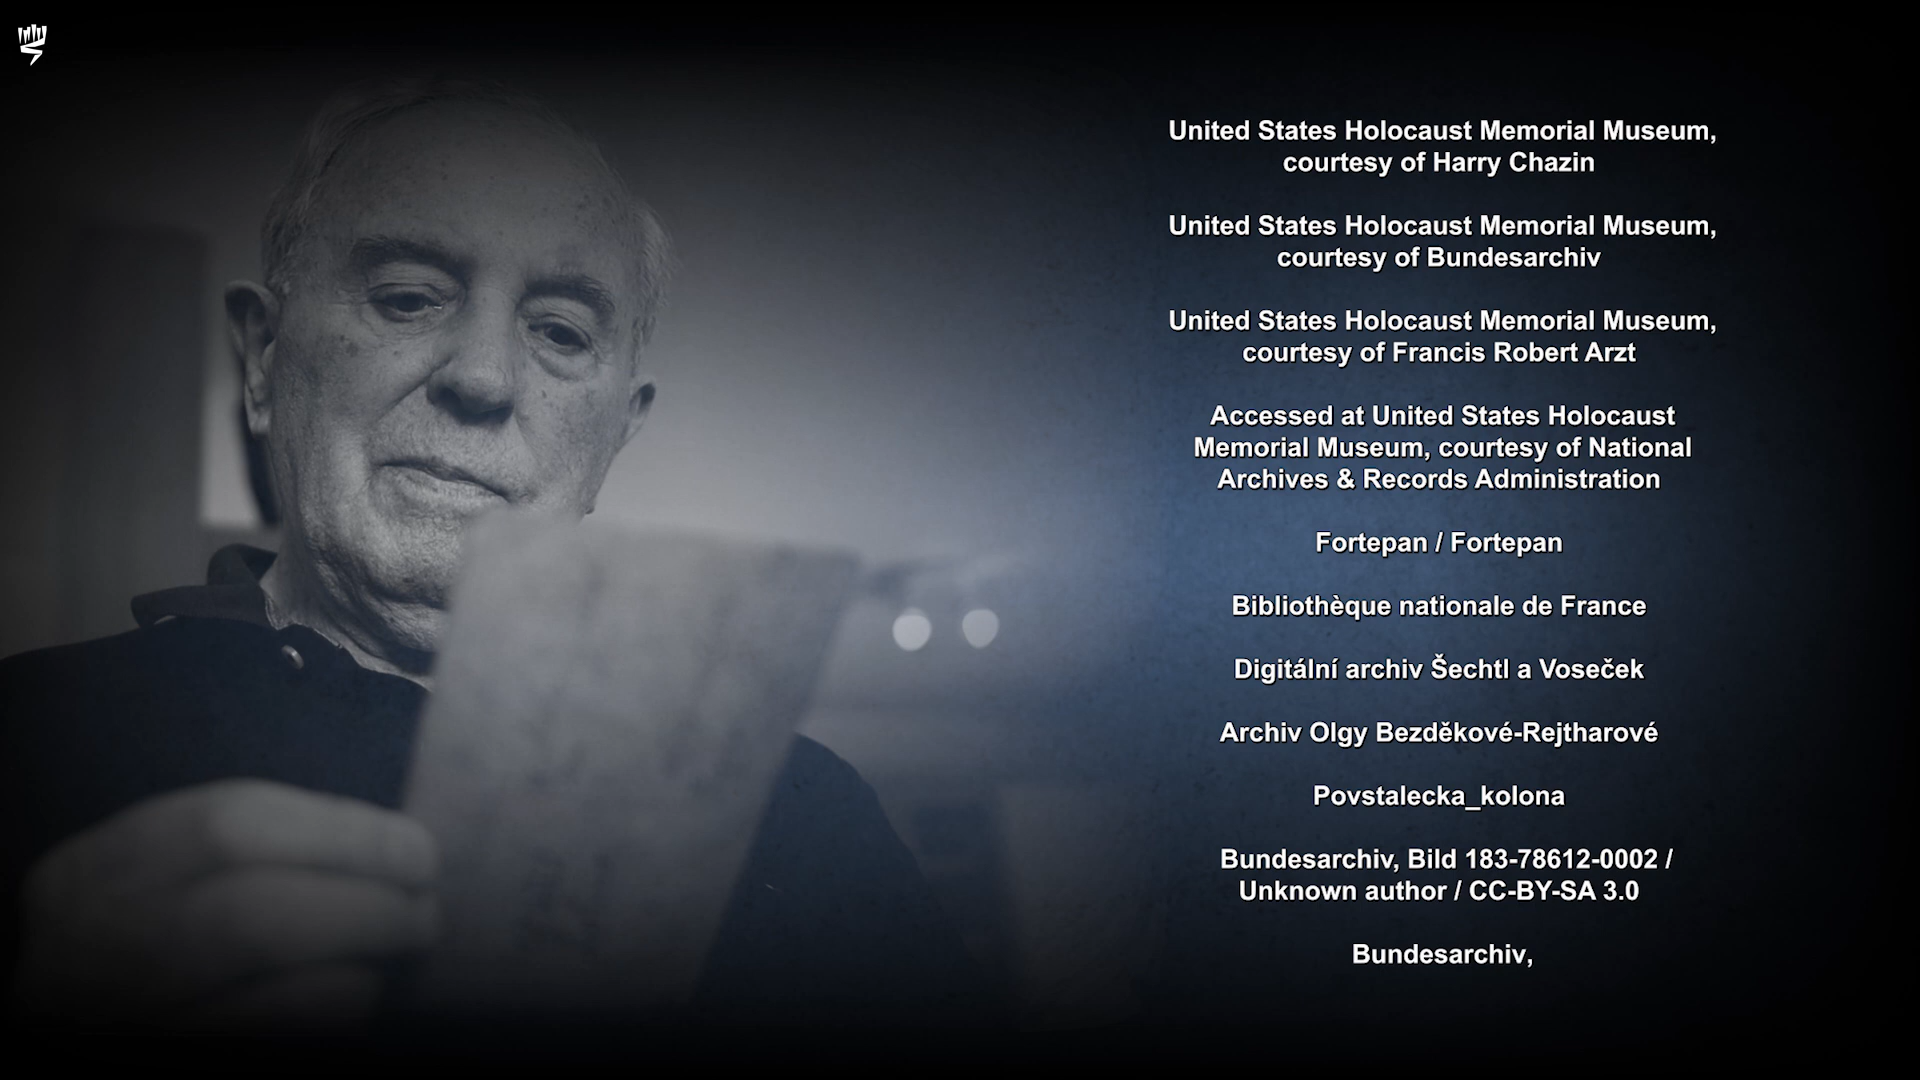 United States Holocaust Memorial Museum,
courtesy of Harry Chazin
United States Holocaust Memorial Museum,
courtesy of Bundesarchiv
United States Holocaust Memorial Museum,
courtesy of Francis Robert Arzt
Accessed at United States Holocaust
Memorial Museum, courtesy of National
Archives & Records Administration
Fortepan / Fortepan
Bibliothèque nationale de France
Digitální archiv Šechtl a Voseček
Archiv Olgy Bezděkové-Rejtharové
Povstalecka_kolona
Bundesarchiv, Bild 183-78612-0002 /
Unknown author / CC-BY-SA 3.0
Bundesarchiv,